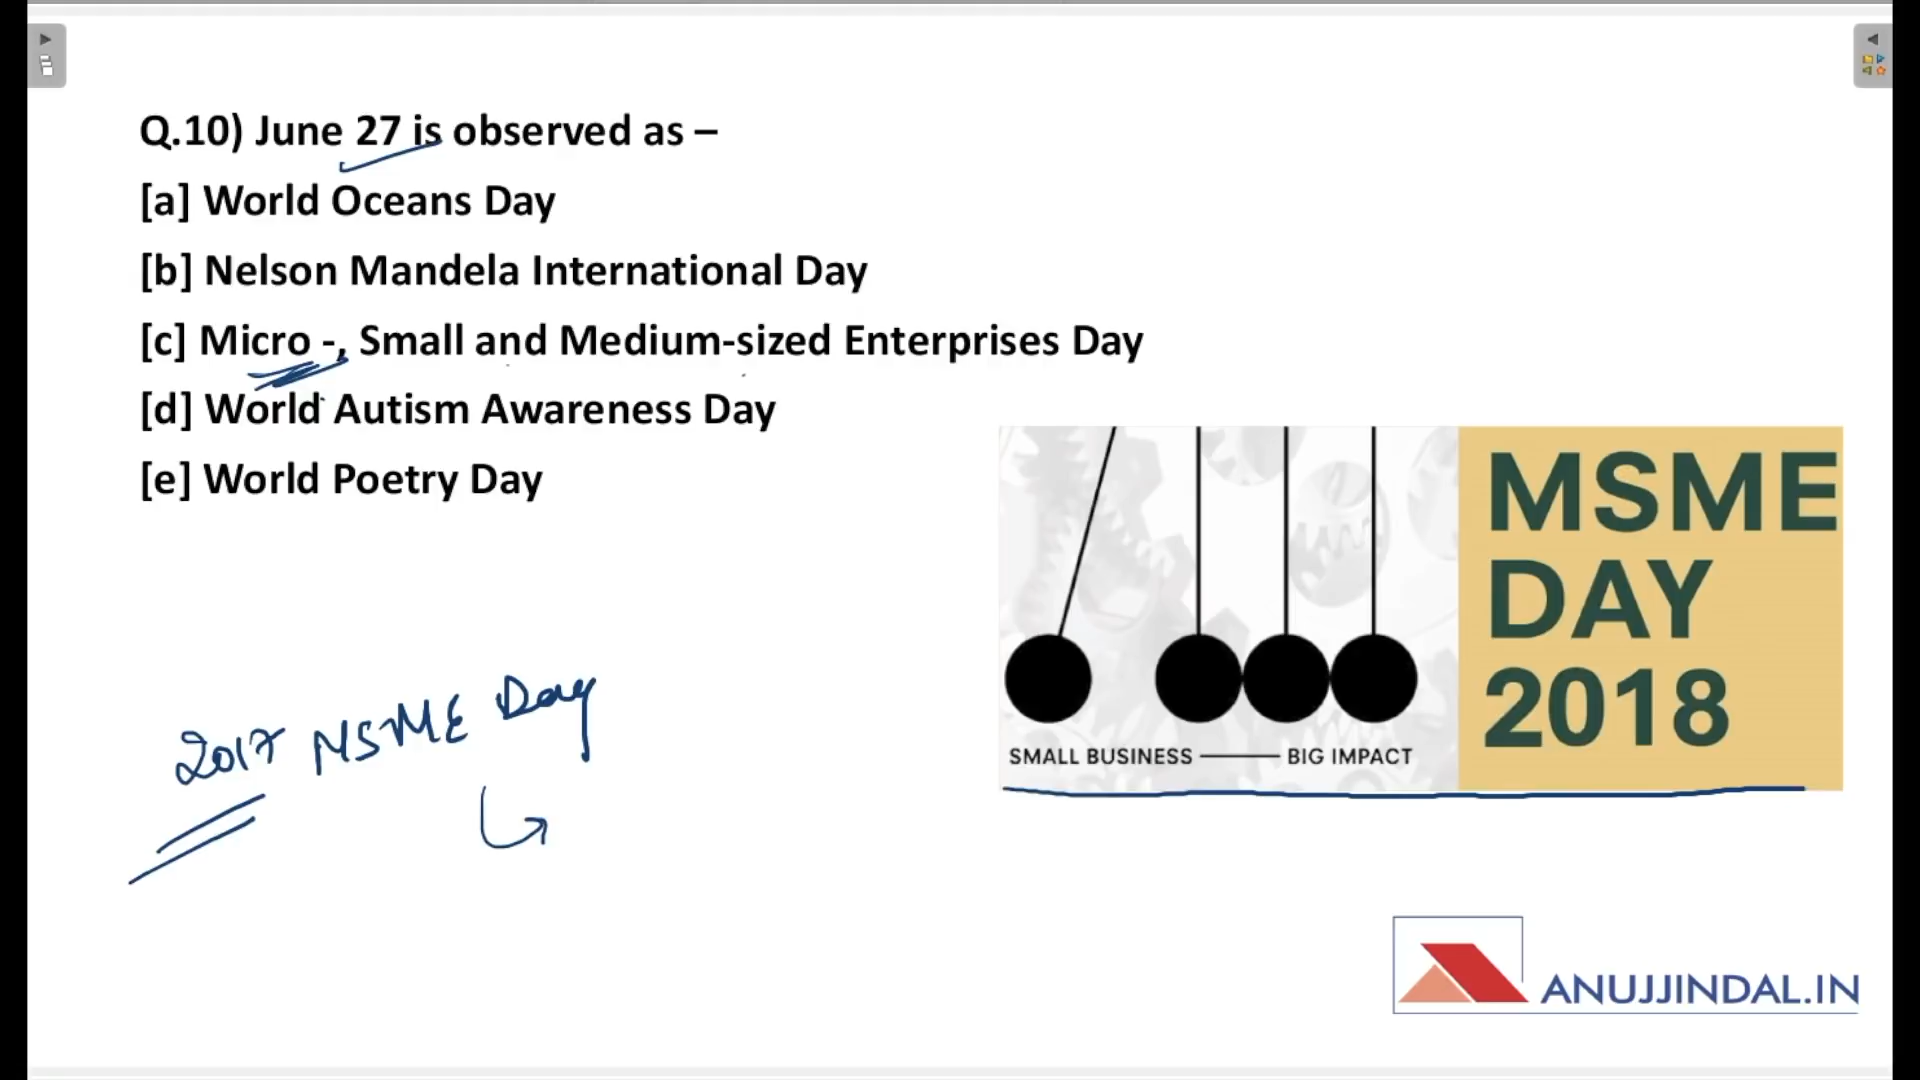 Q.10) June 27 is observed as –
[a] World Oceans Day
[b] Nelson Mandela International Day
[c] Micro -, Small and Medium-sized Enterprises Day
[d] World Autism Awareness Day
[e] World Poetry Day
MSME
DAY
2018
SMALL BUSINESS —— BIG IMPACT
2017 MSME Day
ANUJJINDAL.IN